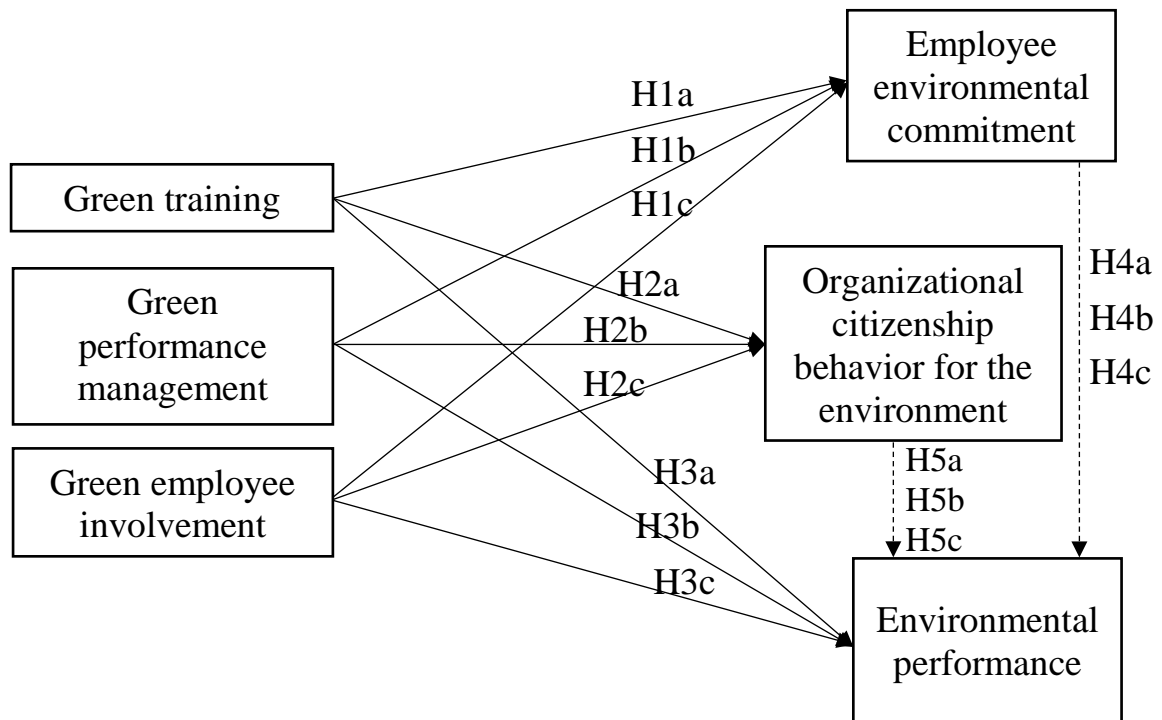 Employee
environmental
commitment
H1a
H1b
H1c
Green training
Green
performance
management
Green employee
involvement
H2a
H2b
H2c
Organizational
citizenship
behavior for the
environment
H4a
H4b
H4c
H3a
H3b
H3c
H5a
H5b
H5c
Environmental
performance